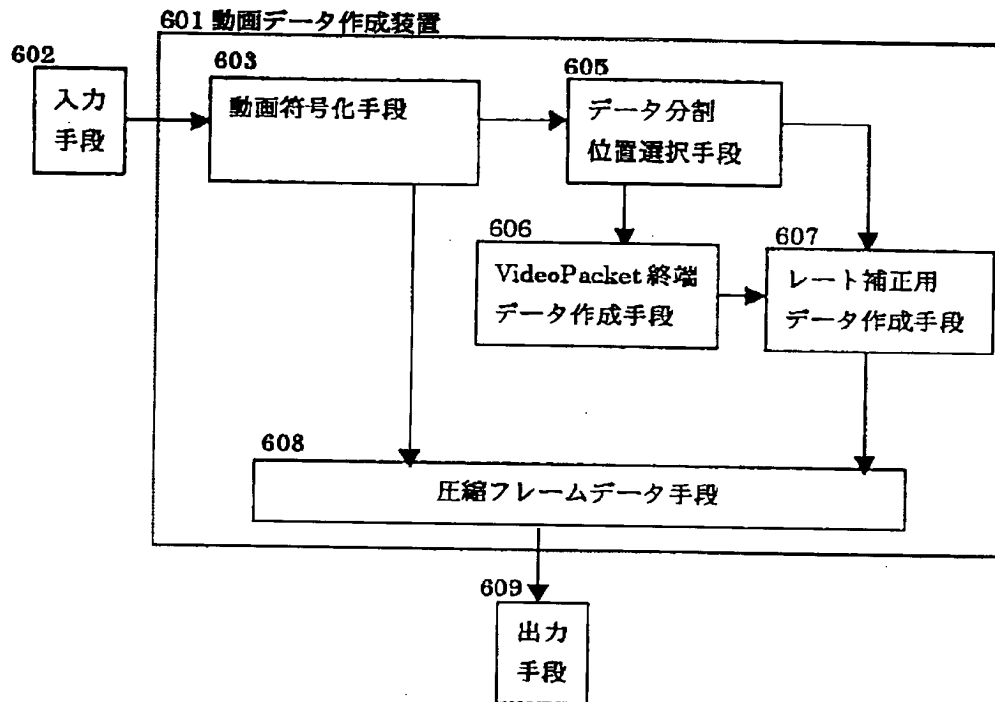 601 動画データ作成装置
602
入力
手段
603
動画符号化手段
605
データ分割
位置選択手段
606
VideoPacket 終端
データ作成手段
607
レート補正用
データ作成手段
608
圧縮フレームデータ手段
609
出力
手段